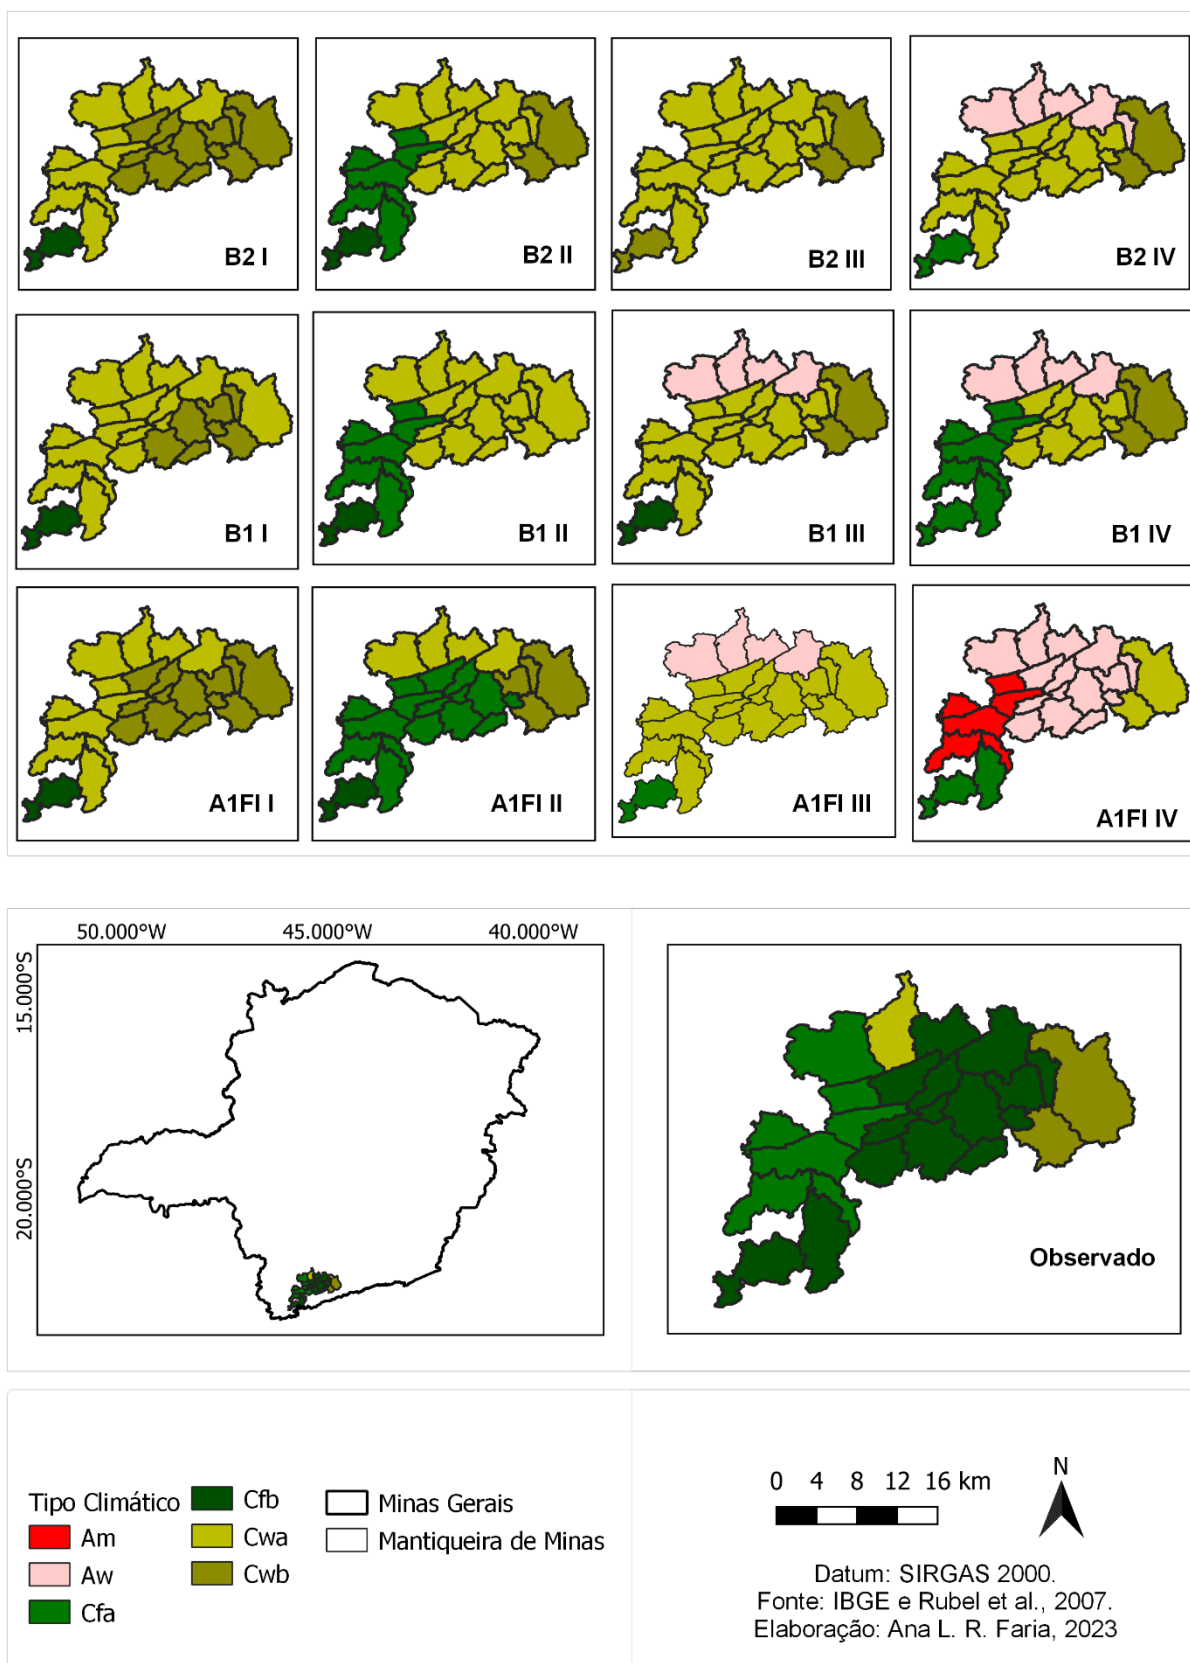 B2 I
B2 II
B2 III
B2 IV
B1 I
B1 II
B1 III
B1 IV
A1FI I
A1FI II
A1FI III
A1FI IV
50.000°W 45.000°W 40.000°W
15.000°S
20.000°S
Observado
Tipo Climático
Am
Aw
Cfa
Cfb
Cwa
Cwb
Minas Gerais
Mantiqueira de Minas
0 4 8 12 16 km
N
Datum: SIRGAS 2000.
Fonte: IBGE e Rubel et al., 2007.
Elaboração: Ana L. R. Faria, 2023